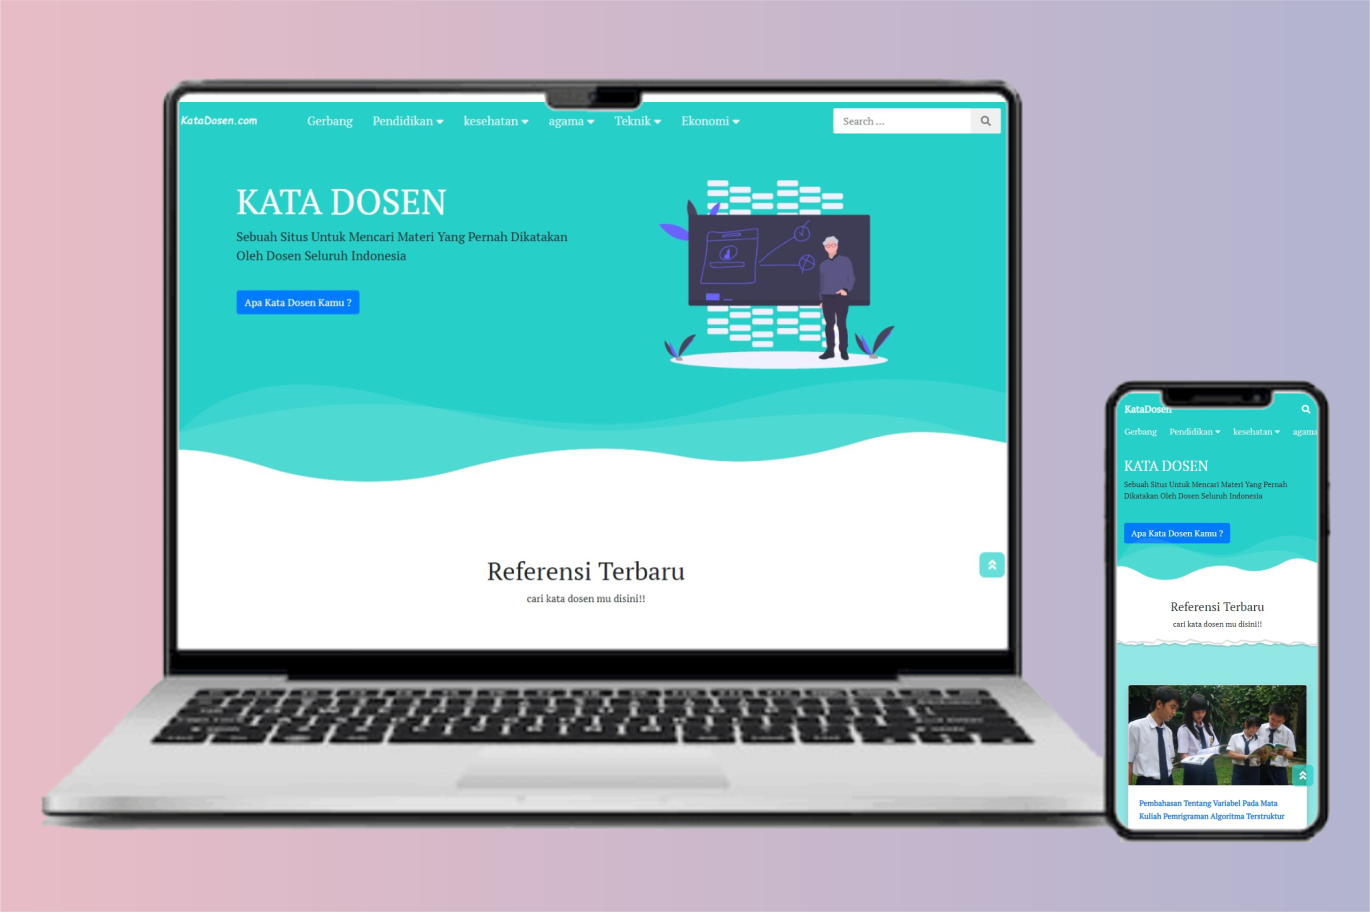 KataDosen.com
Gerbang Pendidikan kesehatan agama Teknik Ekonomi
Search ...
KATA DOSEN
Sebuah Situs Untuk Mencari Materi Yang Pernah Dikatakan
Oleh Dosen Seluruh Indonesia
Apa Kata Dosen Kamu ?
Referensi Terbaru
cari kata dosen mu disini!!
KataDosen
Gerbang Pendidikan kesehatan agama
KATA DOSEN
Sebuah Situs Untuk Mencari Materi Yang Pernah
Dikatakan Oleh Dosen Seluruh Indonesia
Apa Kata Dosen Kamu ?
Referensi Terbaru
cari kata dosen mu disini!!
Pembahasan Tentang Variabel Pada Mata
Kuliah Pemrigraman Algoritma Terstruktur